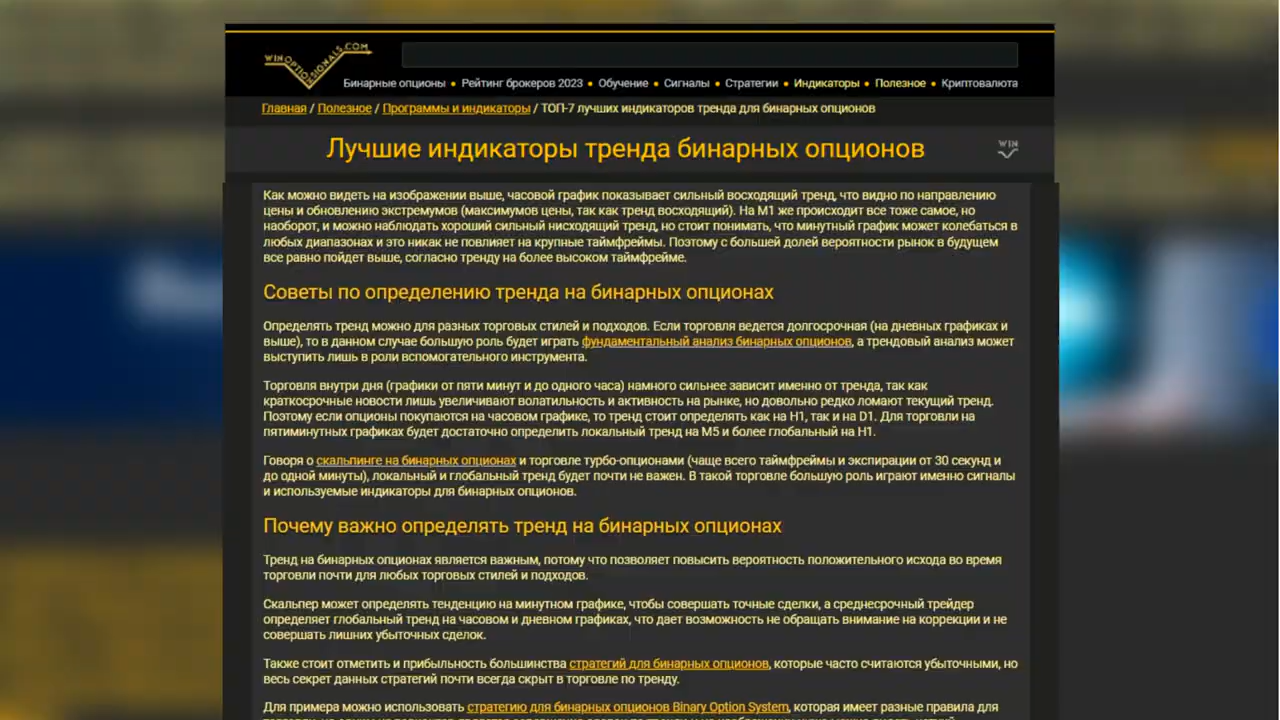 WINOPTIONSIGNALS.COM
Бинарные опционы • Рейтинг брокеров 2023 • Обучение • Сигналы • Стратегии • Индикаторы • Полезное • Криптовалюта
Главная / Полезное / Программы и индикаторы / ТОП-7 лучших индикаторов тренда для бинарных опционов
Лучшие индикаторы тренда бинарных опционов
WIN
Как можно видеть на изображении выше, часовой график показывает сильный восходящий тренд, что видно по направлению
цены и обновлению экстремумов (максимумов цены, так как тренд восходящий). На М1 же происходит все тоже самое, но
наоборот, и можно наблюдать хороший сильный нисходящий тренд, но стоит понимать, что минутный график может колебаться в
любых диапазонах и это никак не повлияет на крупные таймфреймы. Поэтому с большей долей вероятности рынок в будущем
все равно пойдет выше, согласно тренду на более высоком таймфрейме.
Советы по определению тренда на бинарных опционах
Определять тренд можно для разных торговых стилей и подходов. Если торговля ведется долгосрочная (на дневных графиках и
выше), то в данном случае большую роль будет играть фундаментальный анализ бинарных опционов, а трендовый анализ может
выступить лишь в роли вспомогательного инструмента.
Торговля внутри дня (графики от пяти минут и до одного часа) намного сильнее зависит именно от тренда, так как
краткосрочные новости лишь увеличивают волатильность и активность на рынке, но довольно редко ломают текущий тренд.
Поэтому если опционы покупаются на часовом графике, то тренд стоит определять как на H1, так и на D1. Для торговли на
пятиминутных графиках будет достаточно определить локальный тренд на М5 и более глобальный на H1.
Говоря о скальпинге на бинарных опционах и торговле турбо-опционами (чаще всего таймфреймы и экспирации от 30 секунд и
до одной минуты), локальный и глобальный тренд будет почти не важен. В такой торговле большую роль играют именно сигналы
и используемые индикаторы для бинарных опционов.
Почему важно определять тренд на бинарных опционах
Тренд на бинарных опционах является важным, потому что позволяет повысить вероятность положительного исхода во время
торговли почти для любых торговых стилей и подходов.
Скальпер может определять тенденцию на минутном графике, чтобы совершать точные сделки, а среднесрочный трейдер
определяет глобальный тренд на часовом и дневном графиках, что дает возможность не обращать внимание на коррекции и не
совершать лишних убыточных сделок.
Также стоит отметить и прибыльность большинства стратегий для бинарных опционов, которые часто считаются убыточными, но
весь секрет данных стратегий почти всегда скрыт в торговле по тренду.
Для примера можно использовать стратегию для бинарных опционов Binary Option System, которая имеет разные правила для